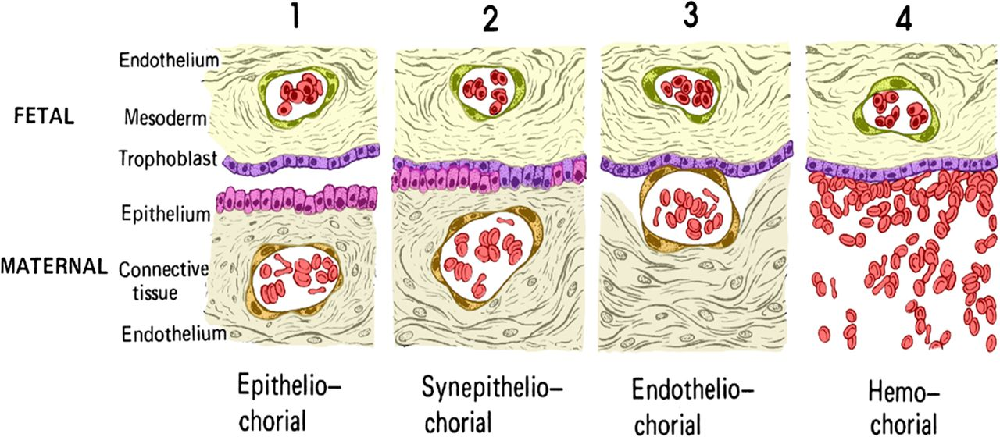 1 2 3 4
Endothelium
FETAL
Mesoderm
Trophoblast
Epithelium
MATERNAL
Connective
tissue
Endothelium
Epithelio–
chorial
Synepithelio–
chorial
Endothelio–
chorial
Hemo–
chorial